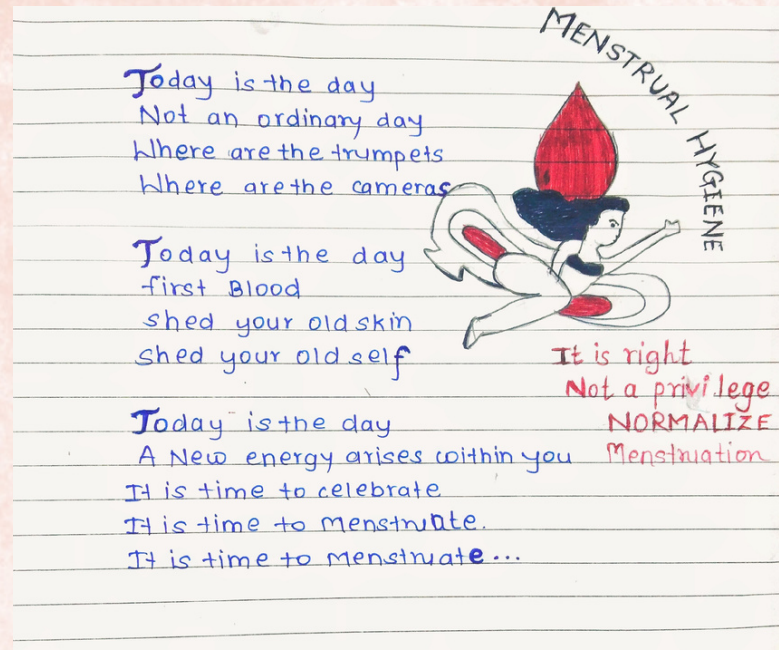 MENSTRUAL HYGIENE
Today is the day
Not an ordinary day
Where are the trumpets
Where are the cameras
Today is the day
first Blood
shed your old skin
shed your old self
Today is the day
A New energy arises within you
It is time to celebrate
It is time to menstruate.
It is time to menstruate...
It is right
Not a privilege
NORMALIZE
Menstruation